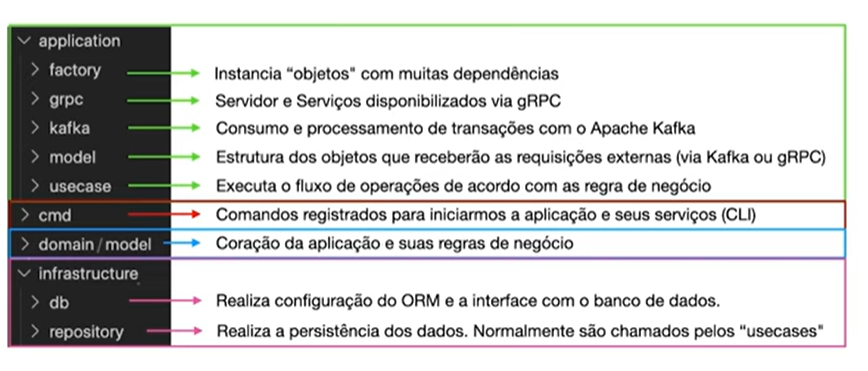 application
factory Instancia “objetos" com muitas dependências
grpc Servidor e Serviços disponibilizados via gRPC
kafka Consumo e processamento de transações com o Apache Kafka
model Estrutura dos objetos que receberão as requisições externas (via Kafka ou gRPC)
usecase Executa o fluxo de operações de acordo com as regra de negócio
cmd Comandos registrados para iniciarmos a aplicação e seus serviços (CLI)
domain / model Coração da aplicação e suas regras de negócio
infrastructure
db Realiza configuração do ORM e a interface com o banco de dados.
repository Realiza a persistência dos dados. Normalmente são chamados pelos “usecases"